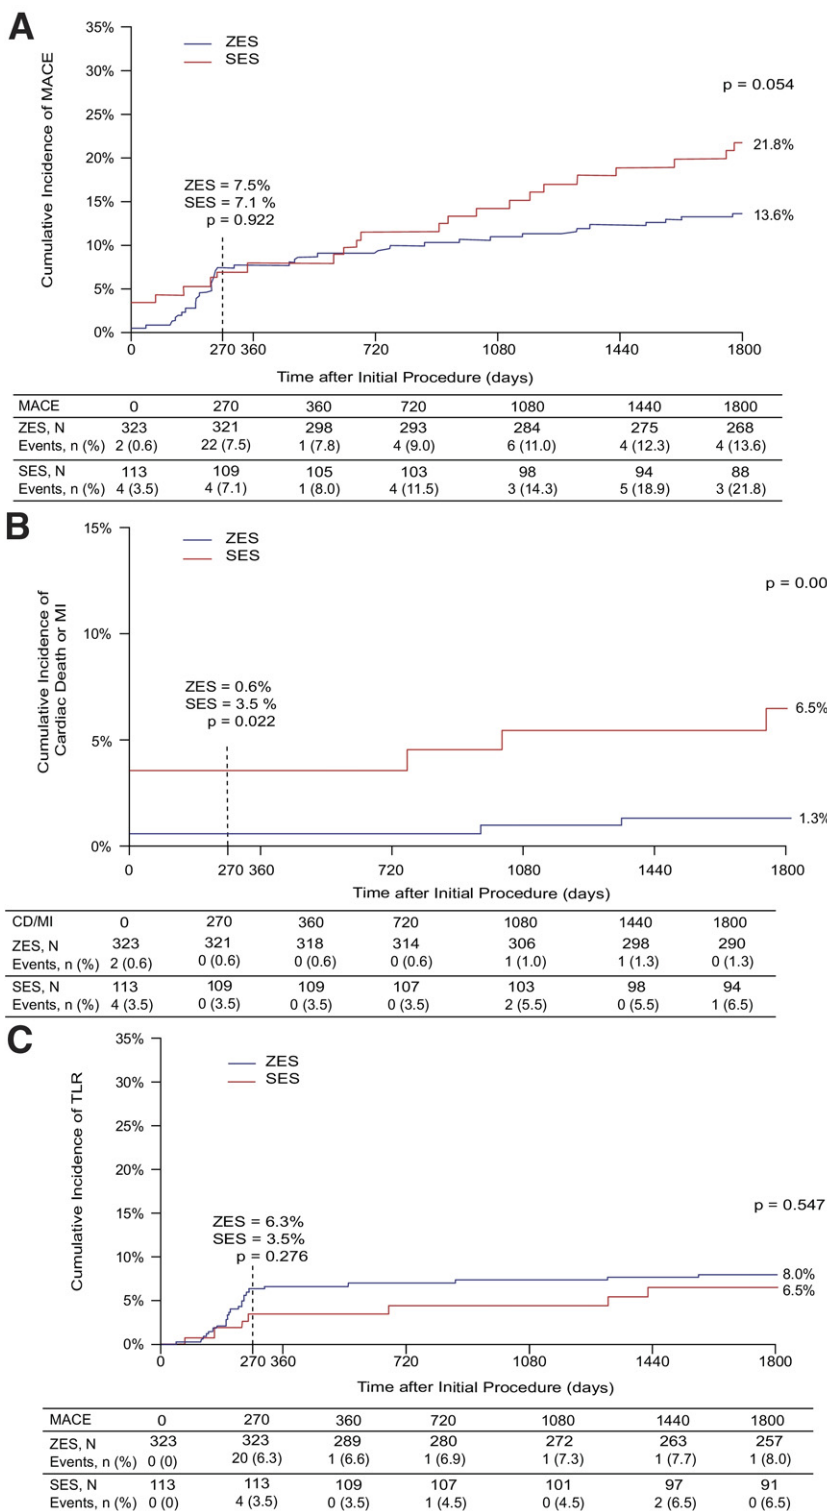 A
35%
ZES
SES
30%
p = 0.054
25%
21.8%
20%
ZES = 7.5%
SES = 7.1 %
p = 0.922
15%
13.6%
10%
5%
0%
Cumulative Incidence of MACE
0 270 360 720 1080 1440 1800
Time after Initial Procedure (days)
MACE 0 270 360 720 1080 1440 1800
ZES, N 323 321 298 293 284 275 268
Events, n (%) 2 (0.6) 22 (7.5) 1 (7.8) 4 (9.0) 6 (11.0) 4 (12.3) 4 (13.6)
SES, N 113 109 105 103 98 94 88
Events, n (%) 4 (3.5) 4 (7.1) 1 (8.0) 4 (11.5) 3 (14.3) 5 (18.9) 3 (21.8)
B
15%
ZES
SES
p = 0.00
10%
ZES = 0.6%
SES = 3.5 %
p = 0.022
6.5%
5%
1.3%
0%
Cumulative Incidence of
Cardiac Death or MI
0 270 360 720 1080 1440 1800
Time after Initial Procedure (days)
CD/MI 0 270 360 720 1080 1440 1800
ZES, N 323 321 318 314 306 298 290
Events, n (%) 2 (0.6) 0 (0.6) 0 (0.6) 0 (0.6) 1 (1.0) 1 (1.3) 0 (1.3)
SES, N 113 109 109 107 103 98 94
Events, n (%) 4 (3.5) 0 (3.5) 0 (3.5) 0 (3.5) 2 (5.5) 0 (5.5) 1 (6.5)
C
35%
ZES
SES
30%
25%
20%
15%
p = 0.547
ZES = 6.3%
SES = 3.5%
p = 0.276
10%
8.0%
6.5%
5%
0%
Cumulative Incidence of TLR
0 270 360 720 1080 1440 1800
Time after Initial Procedure (days)
MACE 0 270 360 720 1080 1440 1800
ZES, N 323 323 289 280 272 263 257
Events, n (%) 0 (0) 20 (6.3) 1 (6.6) 1 (6.9) 1 (7.3) 1 (7.7) 1 (8.0)
SES, N 113 113 109 107 101 97 91
Events, n (%) 0 (0) 4 (3.5) 0 (3.5) 1 (4.5) 0 (4.5) 2 (6.5) 0 (6.5)